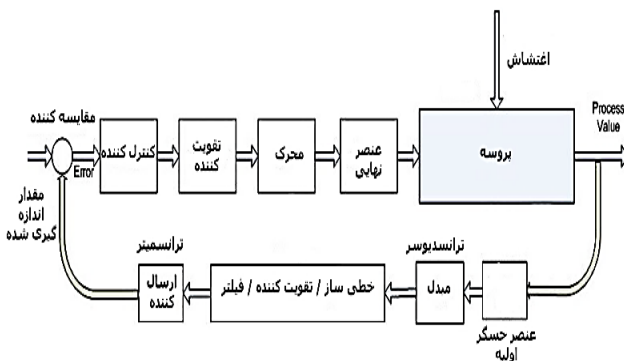 اغتشاش
Process
Value
مقایسه کننده
کنترل کننده
تقویت
کننده
محرک
عنصر
نهایی
پروسه
Error
مقدار
اندازه
گیری شده
ترانسمیتر
ترانسدیوسر
ارسال
کننده
خطی ساز / تقویت کننده / فیلتر
مبدل
عنصر حسگر
اولیه